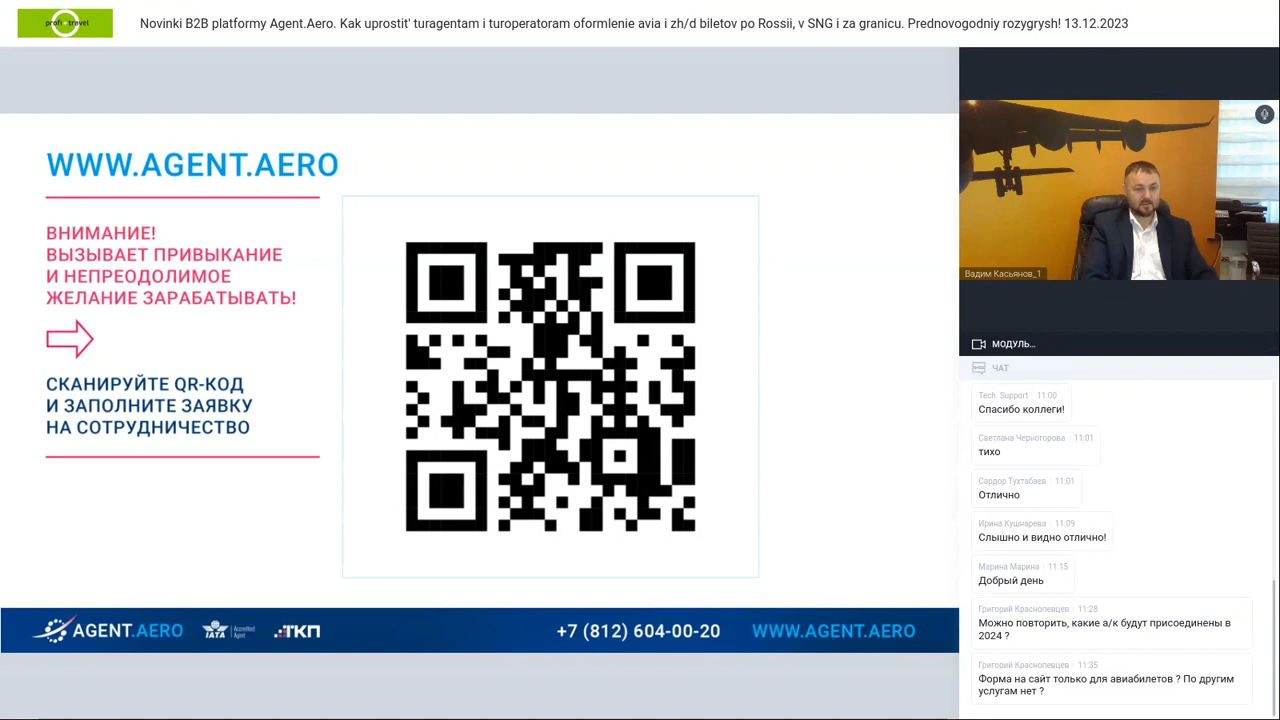 profi travel
Novinki B2B platformy Agent.Aero. Kak uprostit' turagentam i turoperatoram oformlenie avia i zh/d biletov po Rossii, v SNG i za granicu. Prednovogodniy rozygrysh! 13.12.2023
WWW.AGENT.AERO
ВНИМАНИЕ!
ВЫЗЫВАЕТ ПРИВЫКАНИЕ
И НЕПРЕОДОЛИМОЕ
ЖЕЛАНИЕ ЗАРАБАТЫВАТЬ!
СКАНИРУЙТЕ QR-КОД
И ЗАПОЛНИТЕ ЗАЯВКУ
НА СОТРУДНИЧЕСТВО
AGENT.AERO
IATA
Accredited
Agent
ТКП
+7 (812) 604-00-20
WWW.AGENT.AERO
Вадим Касьянов_1
МОДУЛЬ...
ЧАТ
Tech. Support 11:00
Спасибо коллеги!
Светлана Черногорова 11:01
тихо
Сардор Тухтабаев 11:01
Отлично
Ирина Кушнарева 11:09
Слышно и видно отлично!
Марина Марина 11:15
Добрый день
Григорий Краснопевцев 11:28
Можно повторить, какие а/к будут присоединены в
2024 ?
Григорий Краснопевцев 11:35
Форма на сайт только для авиабилетов ? По другим
услугам нет ?